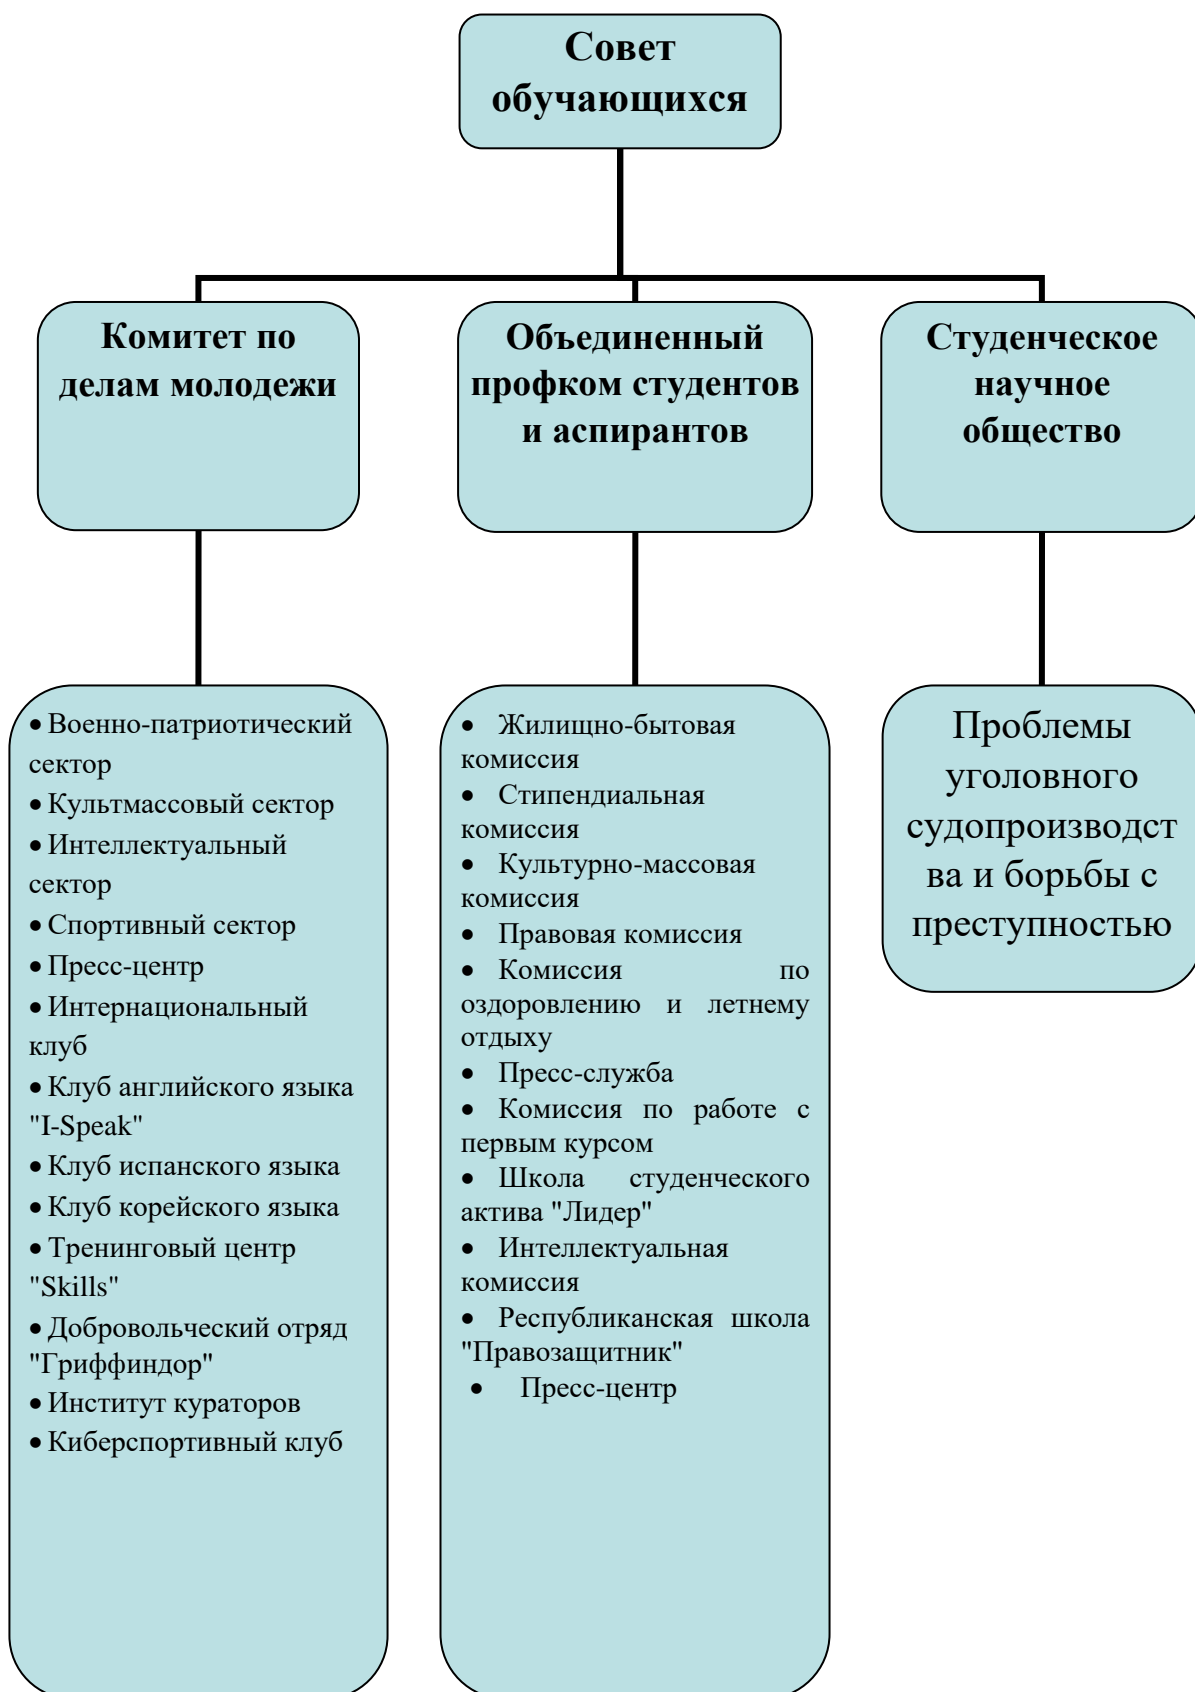 Совет
обучающихся
Комитет по
делам молодежи
Объединенный
профком студентов
и аспирантов
Студенческое
научное
общество
• Военно-патриотический
сектор
• Культмассовый сектор
• Интеллектуальный
сектор
• Спортивный сектор
• Пресс-центр
• Интернациональный
клуб
• Клуб английского языка
"I-Speak"
• Клуб испанского языка
• Клуб корейского языка
• Тренинговый центр
"Skills"
• Добровольческий отряд
"Гриффиндор"
• Институт кураторов
• Киберспортивный клуб
• Жилищно-бытовая
комиссия
• Стипендиальная
комиссия
• Культурно-массовая
комиссия
• Правовая комиссия
• Комиссия по
оздоровлению и летнему
отдыху
• Пресс-служба
• Комиссия по работе с
первым курсом
• Школа студенческого
актива "Лидер"
• Интеллектуальная
комиссия
• Республиканская школа
"Правозащитник"
• Пресс-центр
Проблемы
уголовного
судопроизводст
ва и борьбы с
преступностью